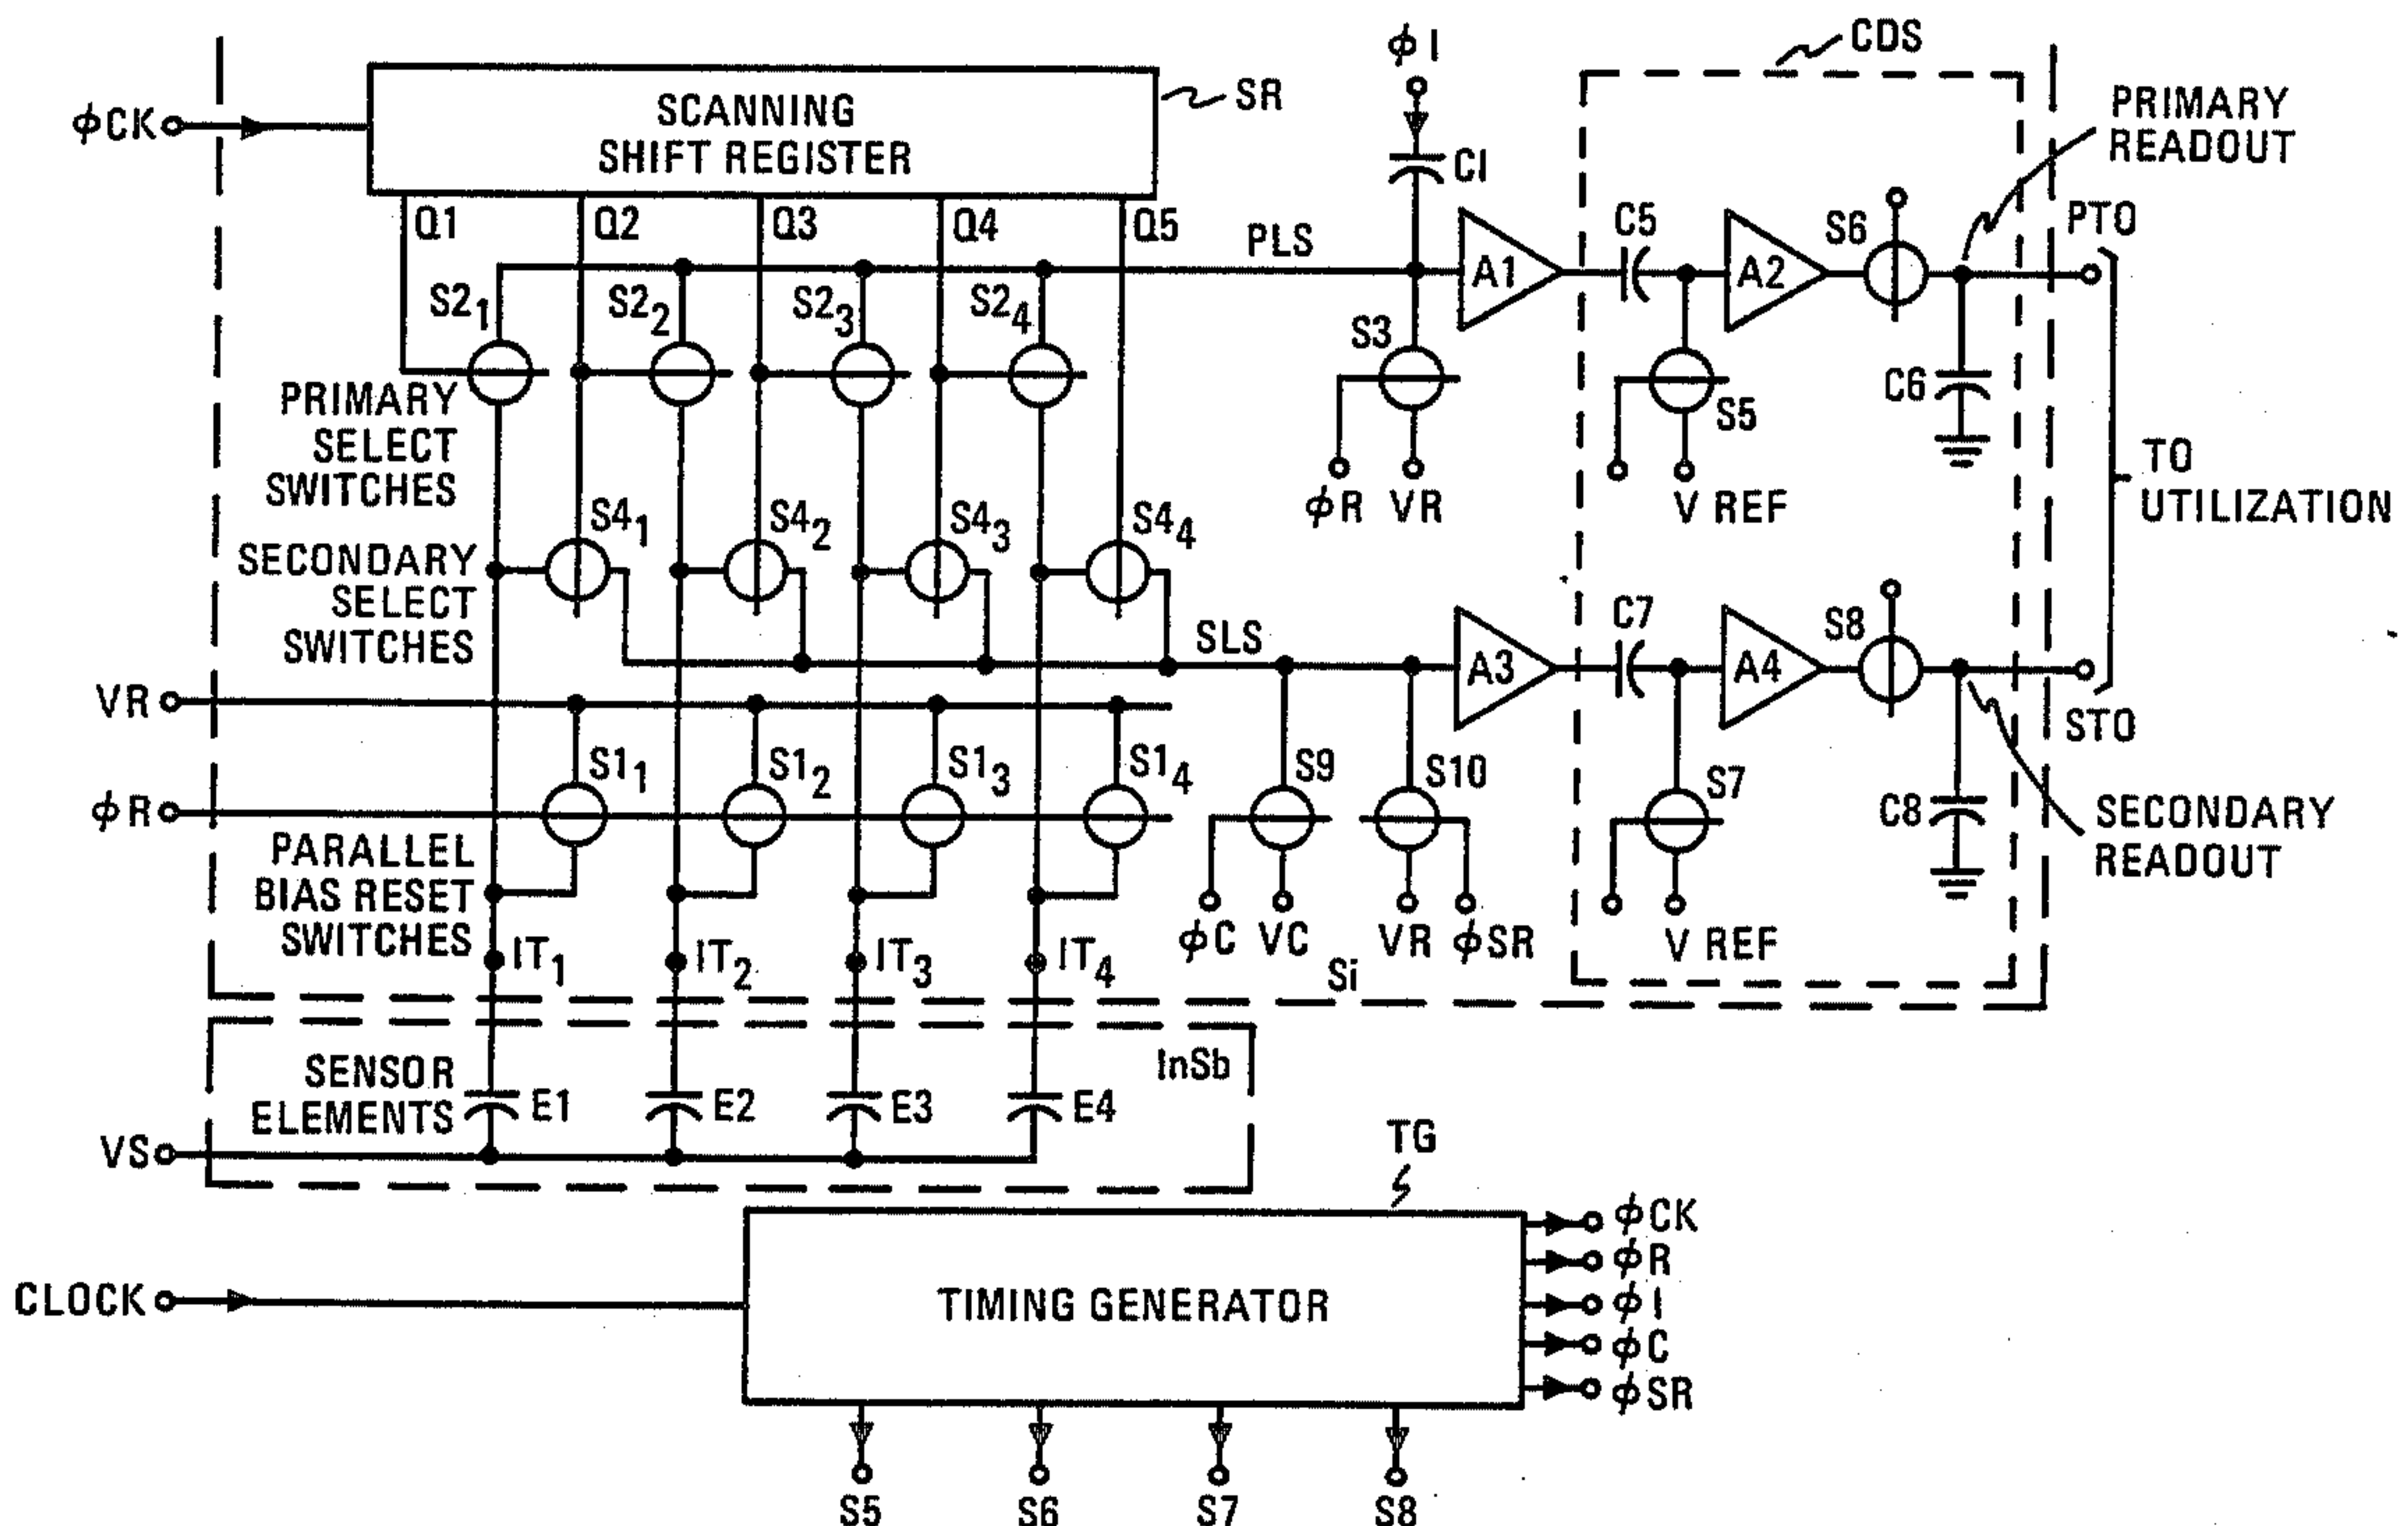 CDS
φI
φCK
SCANNING
SHIFT REGISTER
SR
PRIMARY
READOUT
CI
Q1
Q2
Q3
Q4
Q5
PLS
C5
S6
PTO
S2₁
S2₂
S2₃
S2₄
A1
A2
S3
S5
C6
PRIMARY
SELECT
SWITCHES
φR
VR
V REF
TO
UTILIZATION
S4₁
S4₂
S4₃
S4₄
SECONDARY
SELECT
SWITCHES
SLS
C7
S8
A3
A4
VR
STO
S1₁
S1₂
S1₃
S1₄
S9
S10
S7
C8
φR
SECONDARY
READOUT
PARALLEL
BIAS RESET
SWITCHES
φC
VC
VR
φSR
V REF
IT₁
IT₂
IT₃
IT₄
Si
SENSOR
ELEMENTS
InSb
E1
E2
E3
E4
VS
TG
CLOCK
TIMING GENERATOR
φCK
φR
φI
φC
φSR
S5
S6
S7
S8